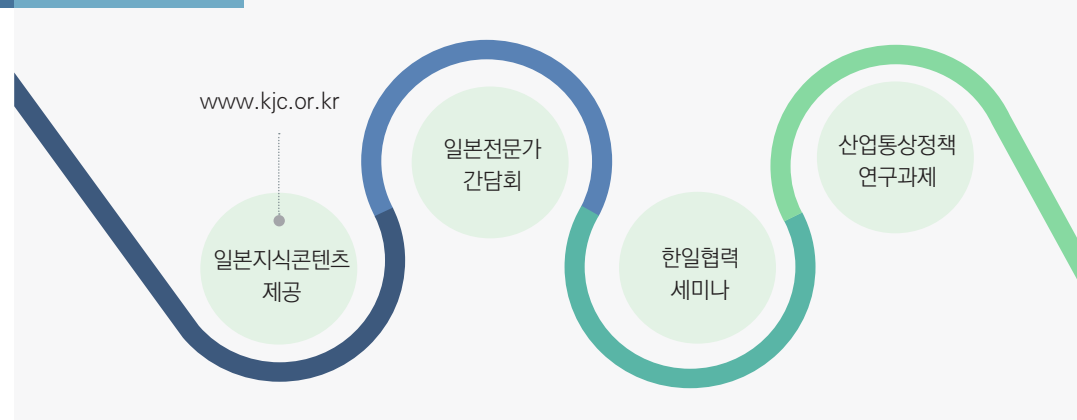 www.kjc.or.kr
일본지식콘텐츠
제공
일본전문가
간담회
한일협력
세미나
산업통상정책
연구과제